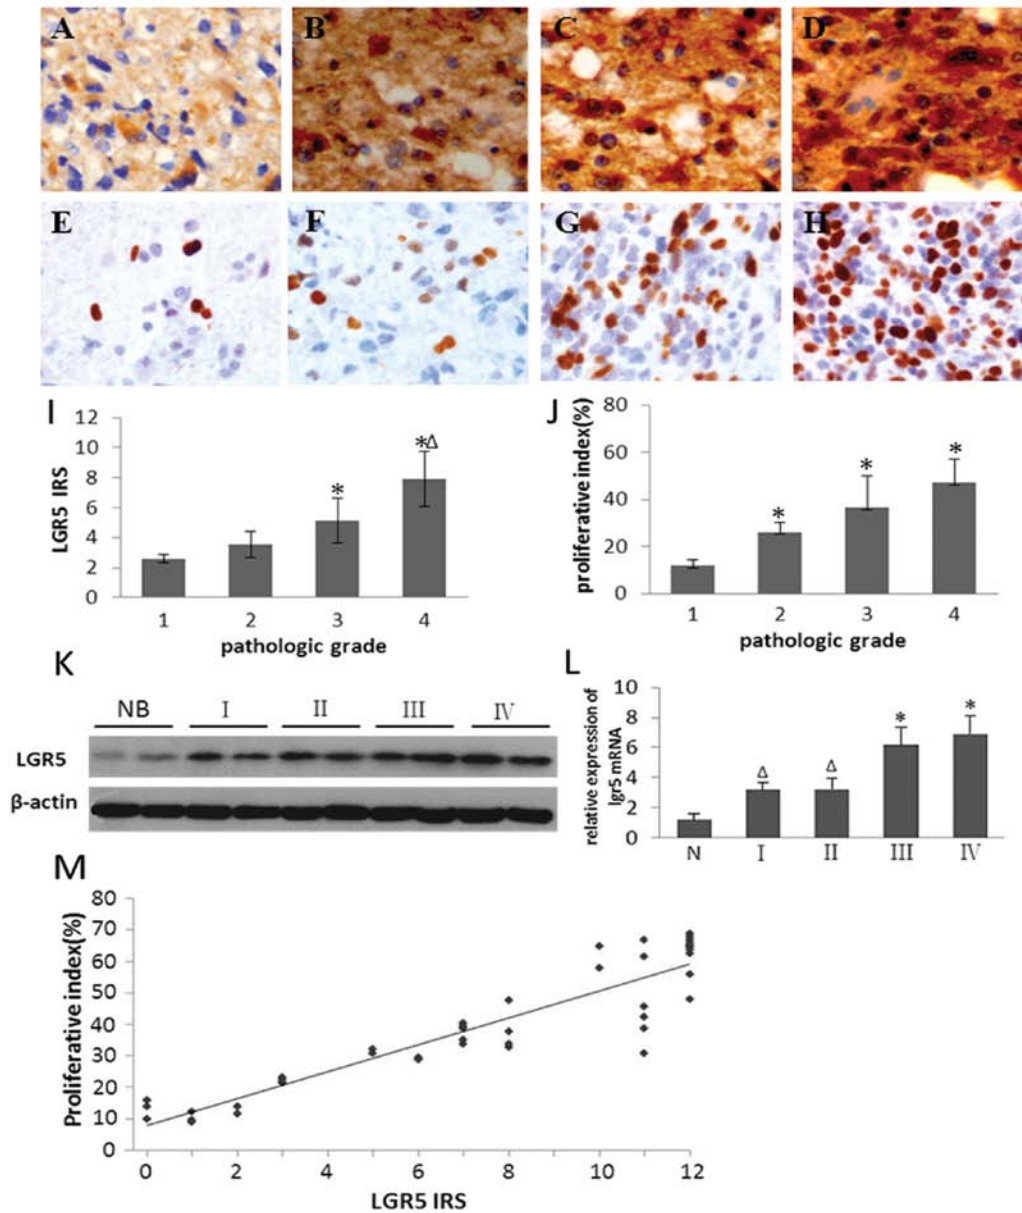 A B C D
E F G H
I
12
10
8
6
4
2
0
LGR5 IRS
*
*Δ
1 2 3 4
pathologic grade
J
80
60
40
20
0
proliferative index(%)
* * *
1 2 3 4
pathologic grade
K
NB I II III IV
LGR5
β-actin
L
10
8
6
4
2
0
relative expression of
lgr5 mRNA
Δ Δ * *
N I II III IV
M
80
70
60
50
40
30
20
10
0
Proliferative index(%)
0 2 4 6 8 10 12
LGR5 IRS